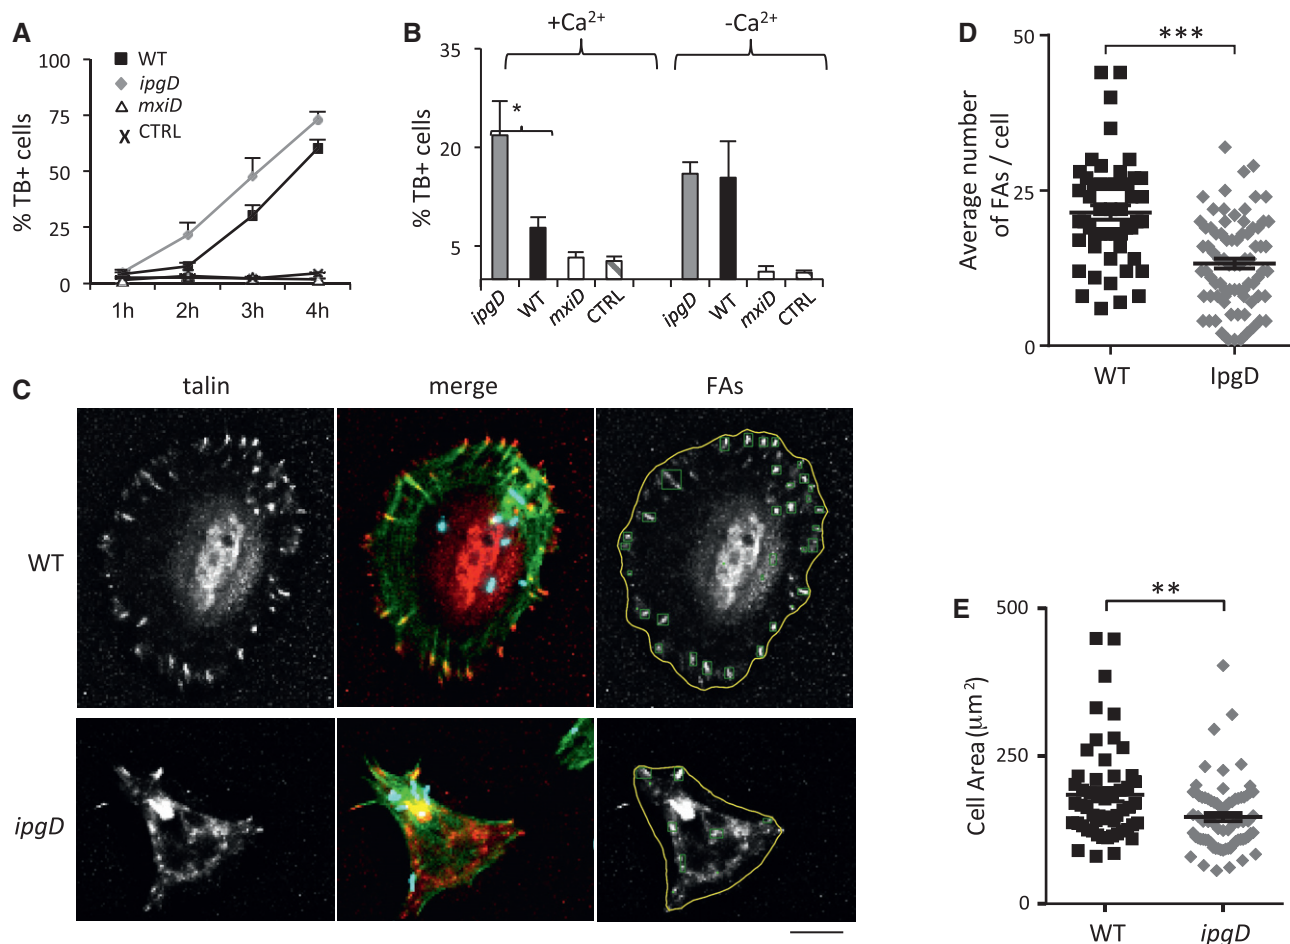 A
% TB+ cells
100
75
50
25
0
WT
ipgD
mxiD
CTRL
1h 2h 3h 4h
B
+Ca²⁺ -Ca²⁺
% TB+ cells
35
20
5
*
ipgD WT mxiD CTRL ipgD WT mxiD CTRL
C
talin merge FAs
WT
ipgD
D
***
Average number
of FAs / cell
50
25
0
WT IpgD
E
**
Cell Area (μm²)
500
250
0
WT ipgD